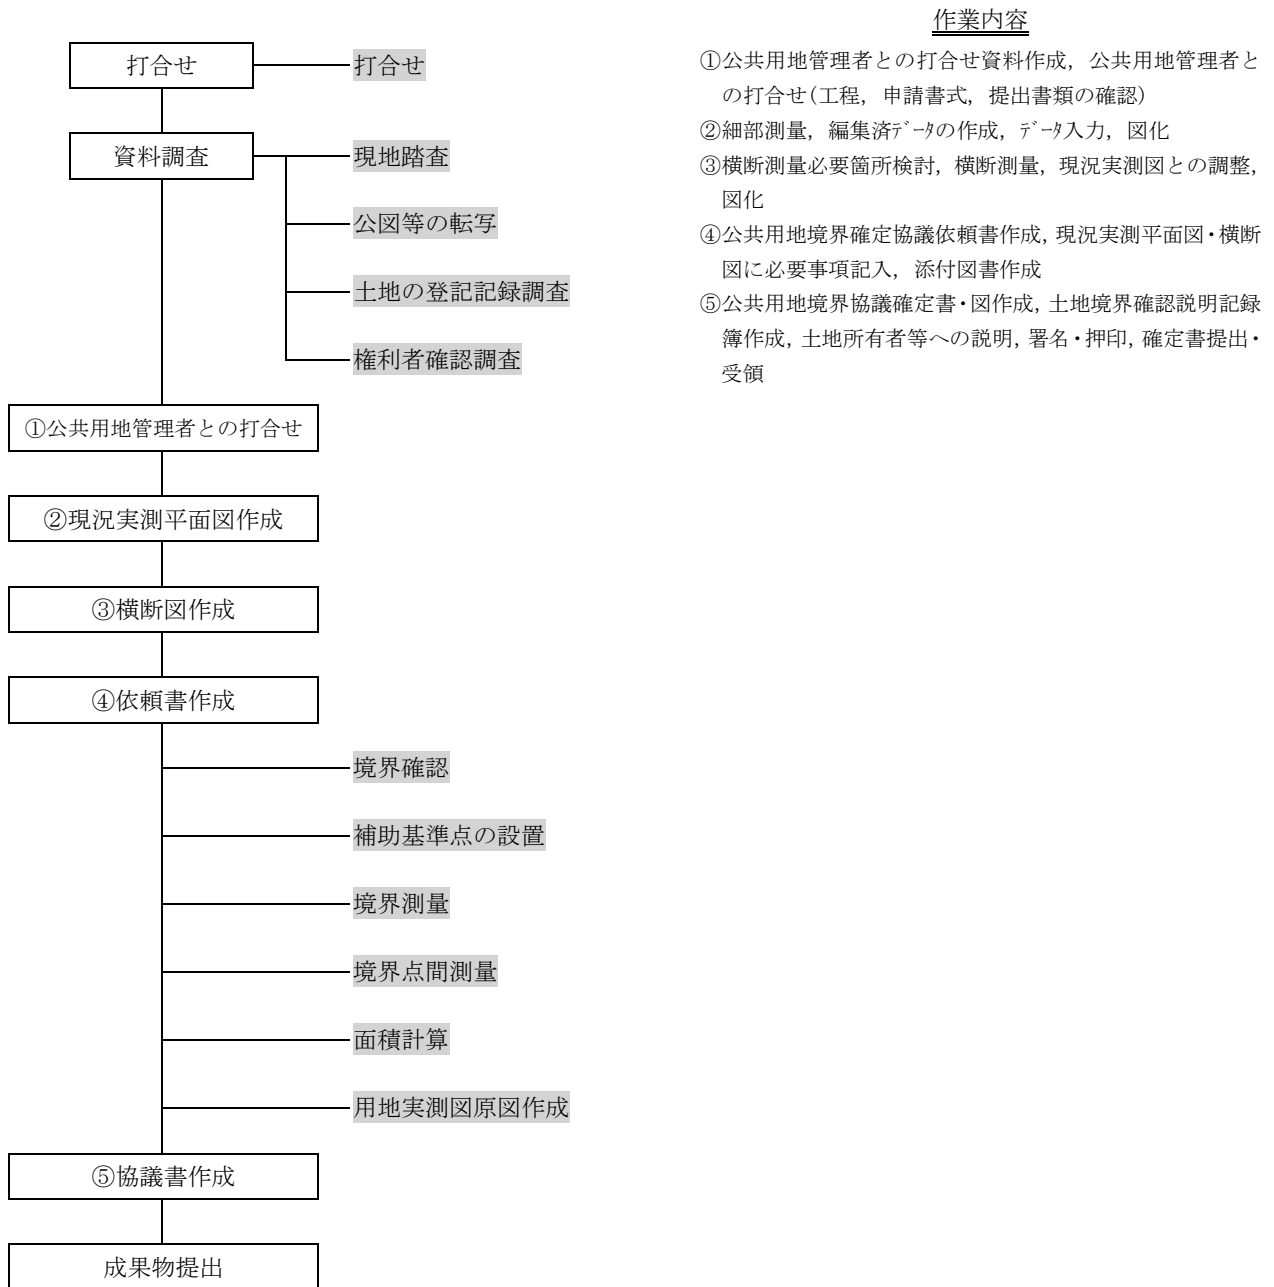 打合せ
打合せ
資料調査
現地踏査
公図等の転写
土地の登記記録調査
権利者確認調査
①公共用地管理者との打合せ
②現況実測平面図作成
③横断図作成
④依頼書作成
境界確認
補助基準点の設置
境界測量
境界点間測量
面積計算
用地実測図原図作成
⑤協議書作成
成果物提出
作業内容
①公共用地管理者との打合せ資料作成，公共用地管理者と
の打合せ(工程，申請書式，提出書類の確認)
②細部測量，編集済ﾃﾞｰﾀの作成，ﾃﾞｰﾀ入力，図化
③横断測量必要箇所検討，横断測量，現況実測図との調整，
図化
④公共用地境界確定協議依頼書作成，現況実測平面図・横断
図に必要事項記入，添付図書作成
⑤公共用地境界協議確定書・図作成，土地境界確認説明記録
簿作成，土地所有者等への説明，署名・押印，確定書提出・
受領